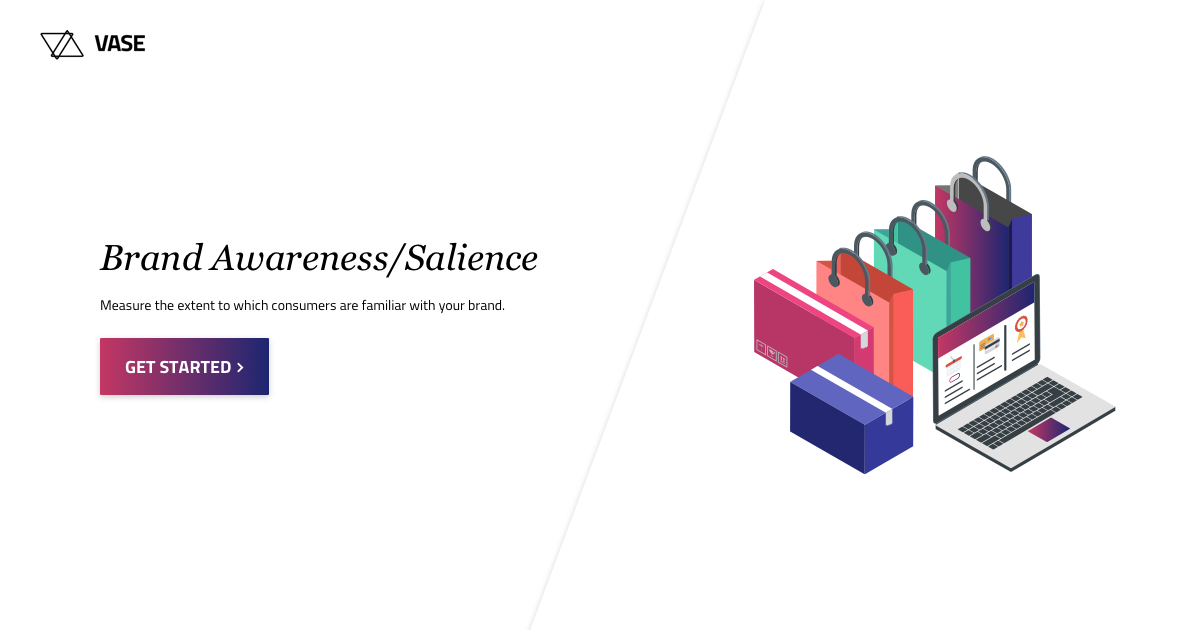 VASE
Brand Awareness/Salience
Measure the extent to which consumers are familiar with your brand.
GET STARTED >